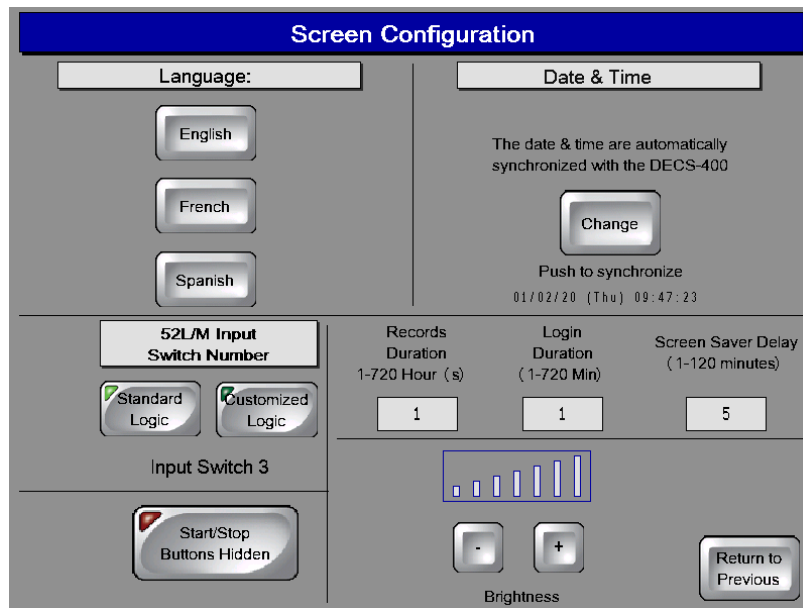 Screen Configuration
Language:
English
French
Spanish
Date & Time
The date & time are automatically
synchronized with the DECS-400
Change
Push to synchronize
01/02/20 (Thu) 09:47:23
52L/M Input
Switch Number
Standard
Logic
Customized
Logic
Input Switch 3
Start/Stop
Buttons Hidden
Records
Duration
1-720 Hour (s)
1
Login
Duration
(1-720 Min)
1
Screen Saver Delay
(1-120 minutes)
5
-
+
Brightness
Return to
Previous